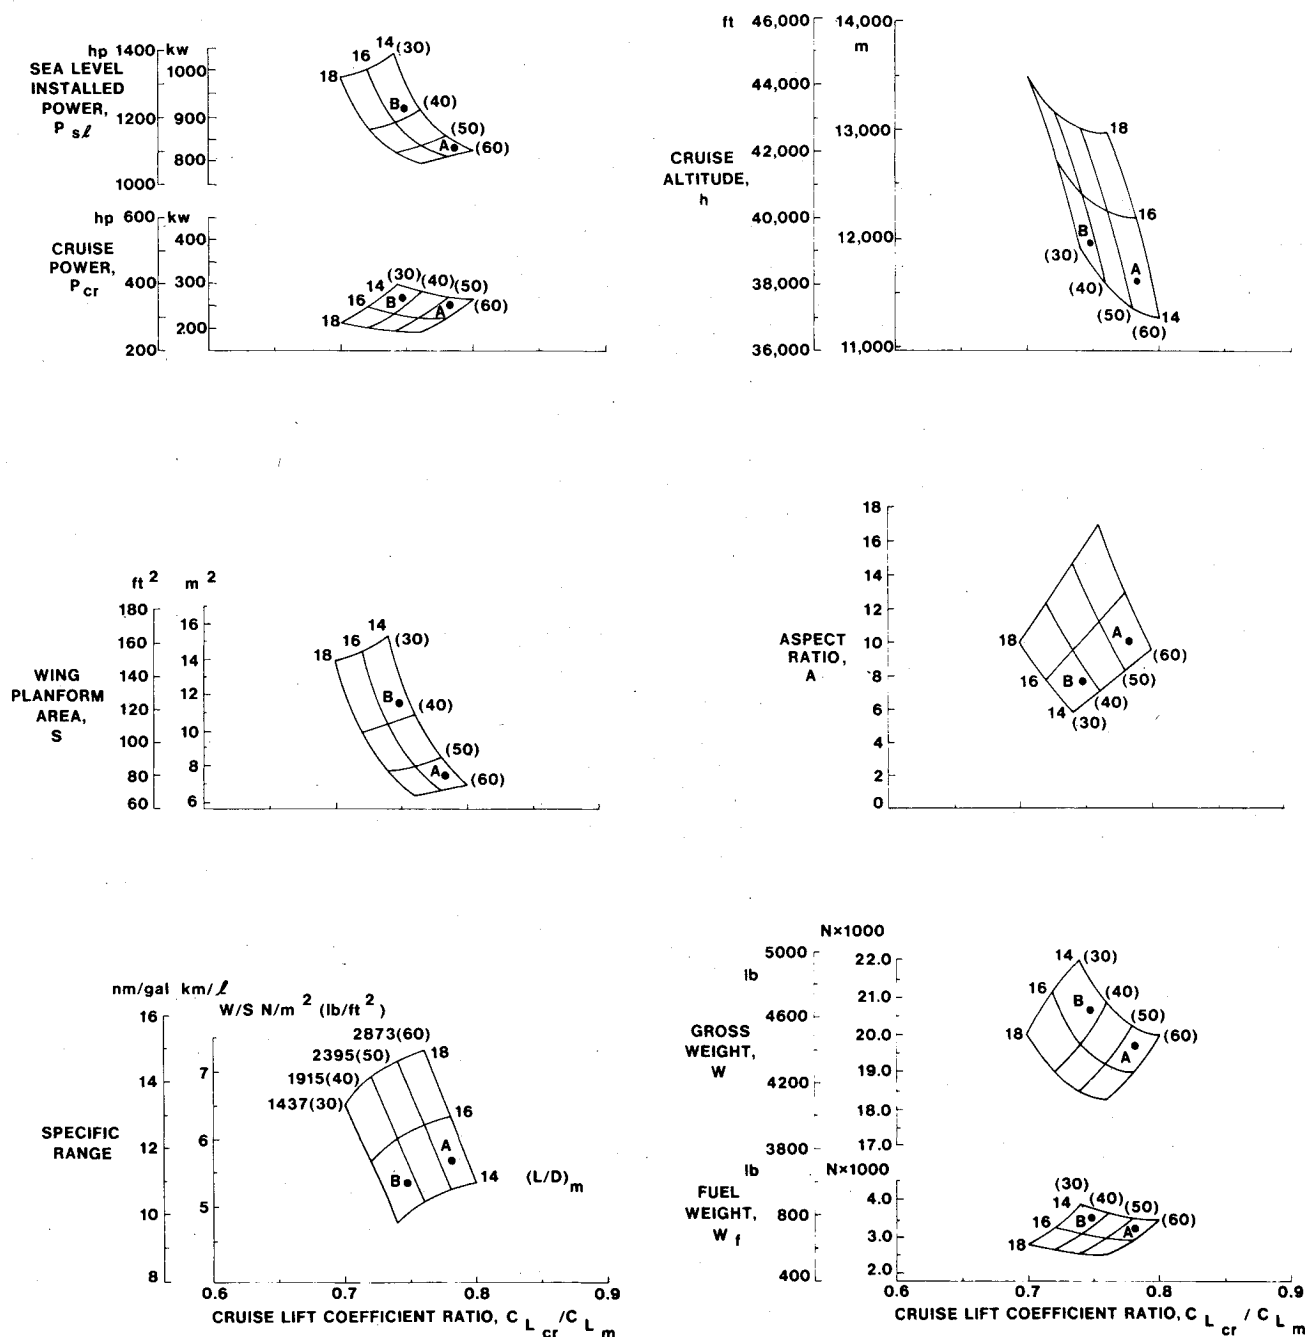 hp 1400 kw
SEA LEVEL
INSTALLED
POWER,
P sℓ
1200
1000
1000
900
800
18
16
14 (30)
B
(40)
(50)
A
(60)
hp 600 kw
CRUISE
POWER,
P cr
400
200
400
300
200
14
(30)
(40)
(50)
(60)
16
B
A
18
ft 46,000
14,000
m
44,000
42,000
40,000
38,000
36,000
13,000
12,000
11,000
CRUISE
ALTITUDE,
h
18
16
B
A
(30)
(40)
(50)
14
(60)
ft 2 m 2
180
160
140
120
100
80
60
16
14
12
10
8
6
WING
PLANFORM
AREA,
S
14
16
18
(30)
B
(40)
(50)
A
(60)
18
16
14
12
10
8
6
4
2
0
ASPECT
RATIO,
A
18
16
14
A
B
(60)
(50)
(40)
(30)
nm/gal km/ℓ
16
14
12
10
8
7
6
5
SPECIFIC
RANGE
W/S N/m 2 (lb/ft 2)
2873(60)
2395(50)
1915(40)
1437(30)
18
16
14
A
B
(L/D)m
0.6 0.7 0.8 0.9
CRUISE LIFT COEFFICIENT RATIO, C L cr / C L m
N×1000
5000
lb
4600
4200
3800
22.0
21.0
20.0
19.0
18.0
17.0
GROSS
WEIGHT,
W
14 (30)
16
B
(40)
(50)
18
(60)
A
lb
N×1000
800
400
4.0
3.0
2.0
FUEL
WEIGHT,
W f
(30)
14 (40) (50)
16 B
(60)
A
18
0.6 0.7 0.8 0.9
CRUISE LIFT COEFFICIENT RATIO, C L cr / C L m